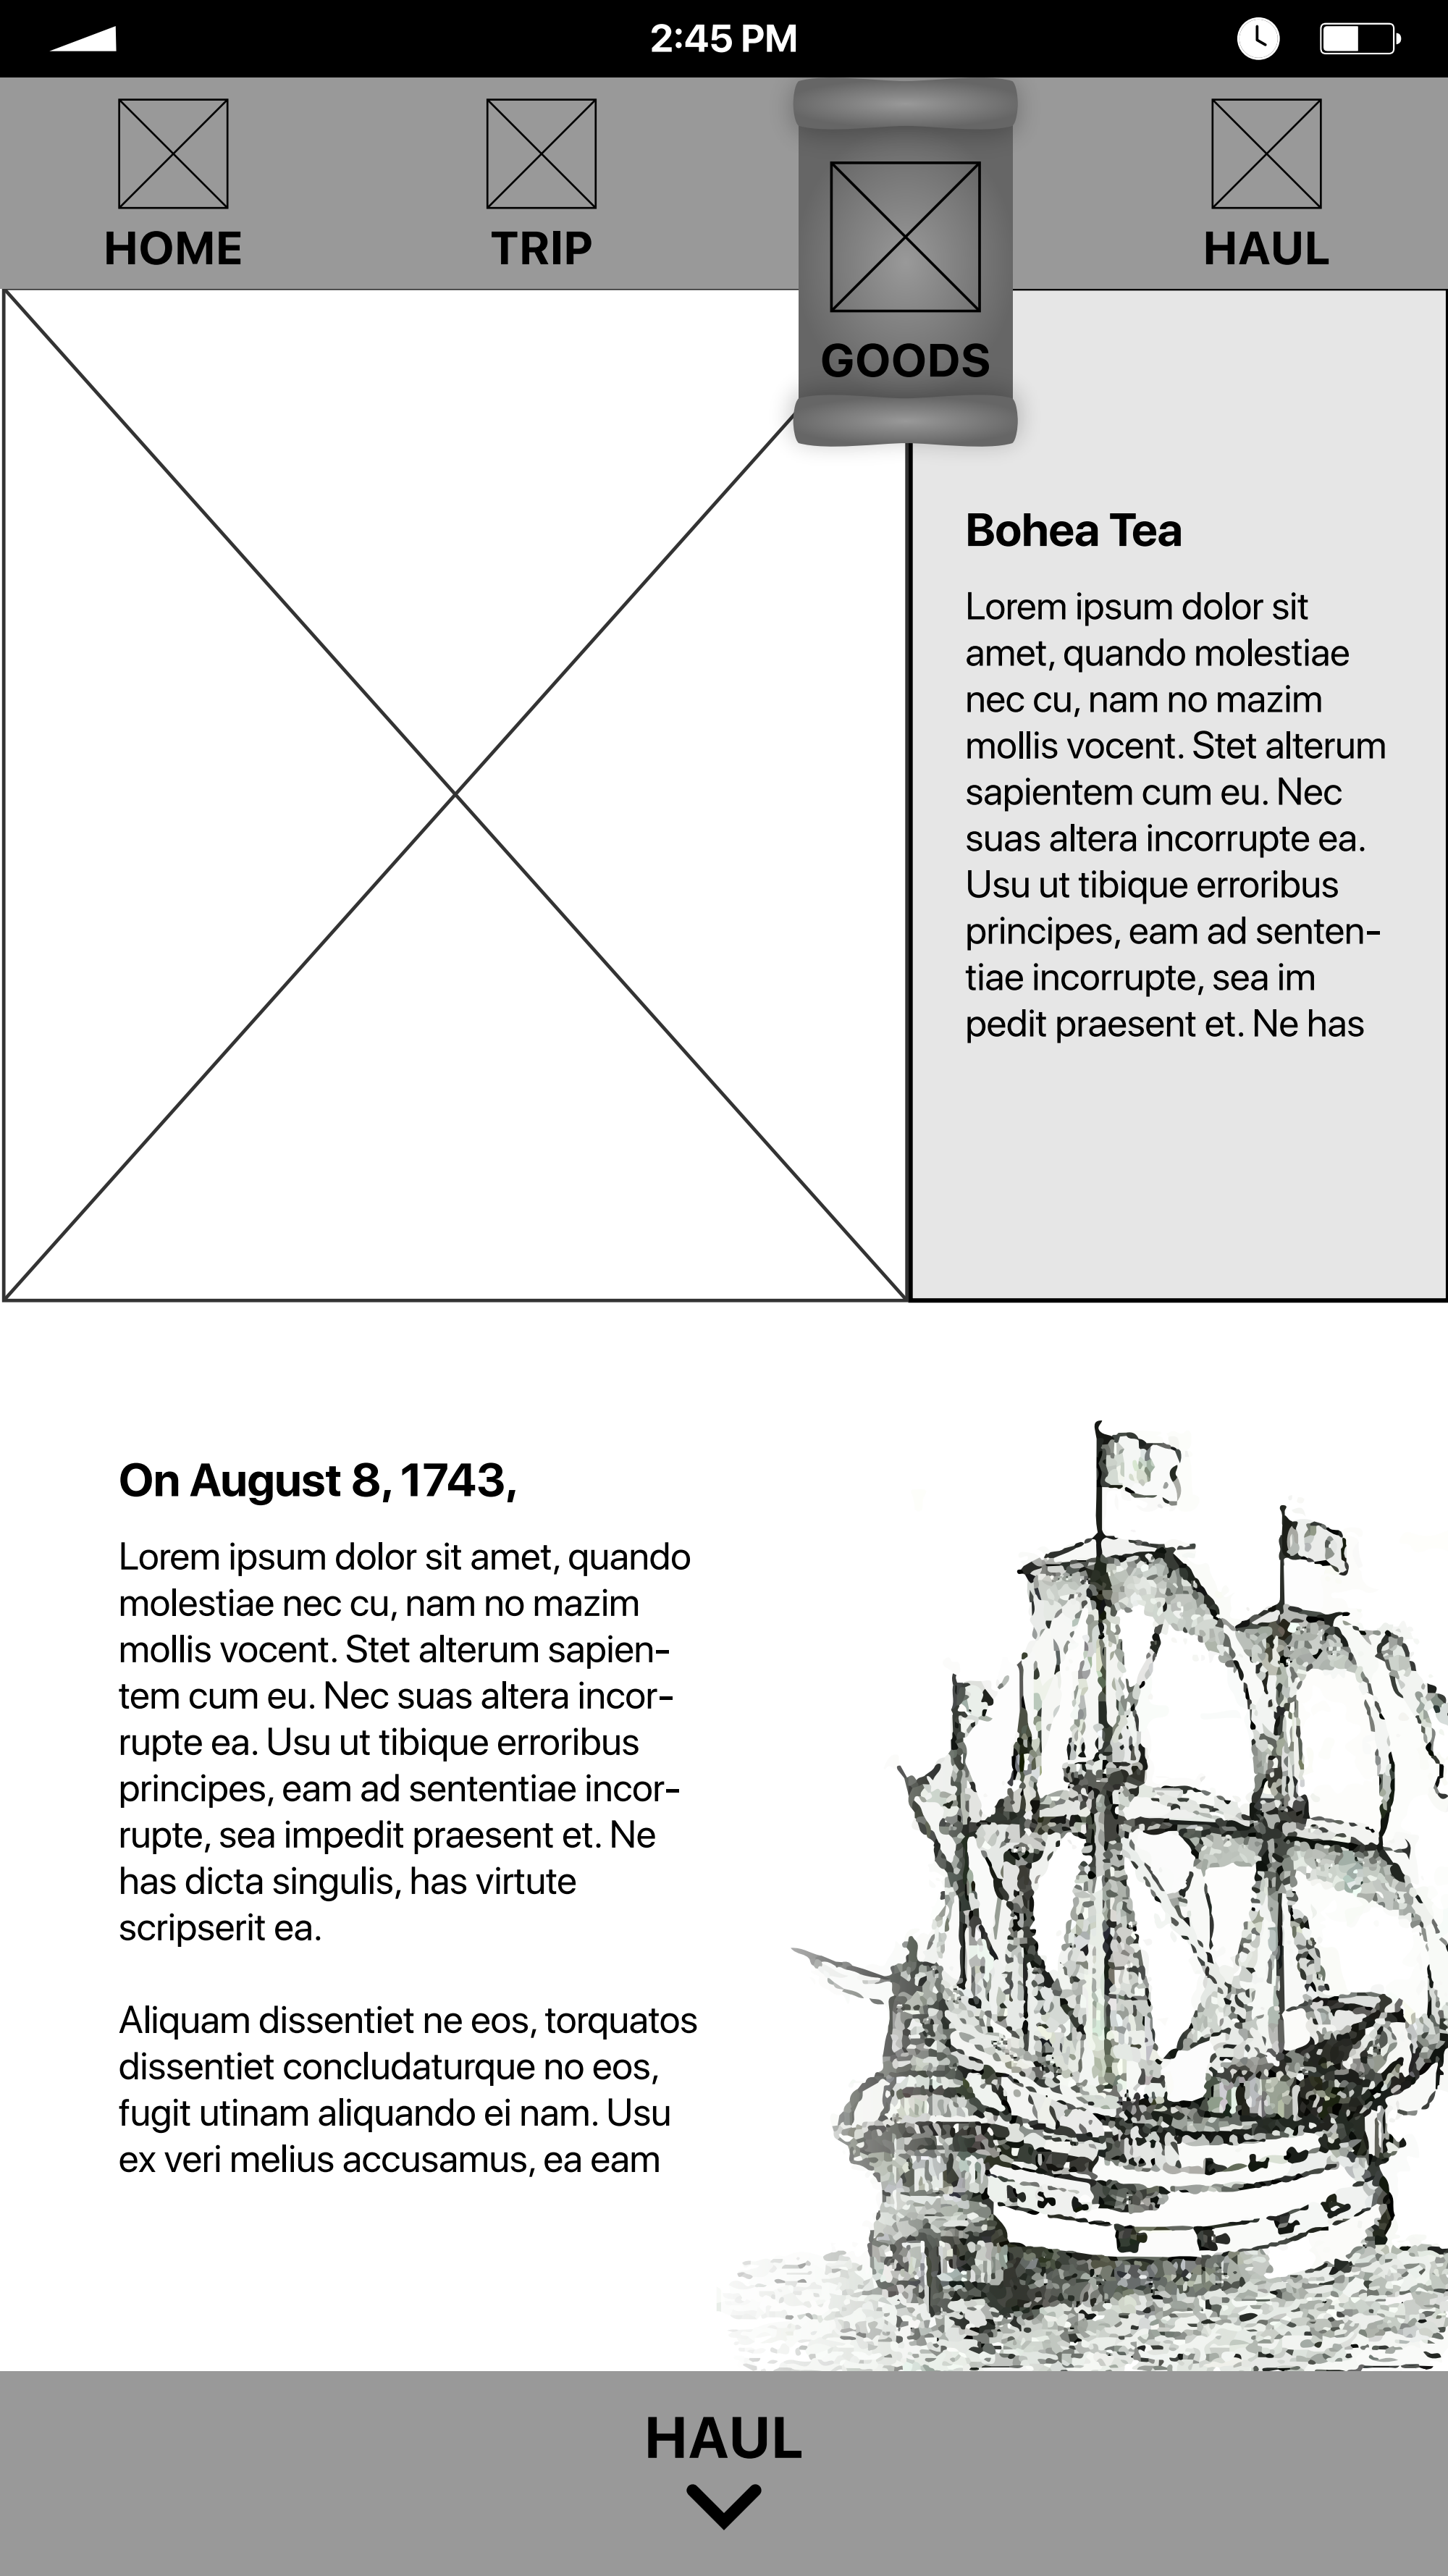 2:45 PM
HOME
TRIP
GOODS
HAUL
Bohea Tea
Lorem ipsum dolor sit
amet, quando molestiae
nec cu, nam no mazim
mollis vocent. Stet alterum
sapientem cum eu. Nec
suas altera incorrupte ea.
Usu ut tibique erroribus
principes, eam ad senten-
tiae incorrupte, sea im
pedit praesent et. Ne has
On August 8, 1743,
Lorem ipsum dolor sit amet, quando
molestiae nec cu, nam no mazim
mollis vocent. Stet alterum sapien-
tem cum eu. Nec suas altera incor-
rupte ea. Usu ut tibique erroribus
principes, eam ad sententiae incor-
rupte, sea impedit praesent et. Ne
has dicta singulis, has virtute
scripserit ea.
Aliquam dissentiet ne eos, torquatos
dissentiet concludaturque no eos,
fugit utinam aliquando ei nam. Usu
ex veri melius accusamus, ea eam
HAUL